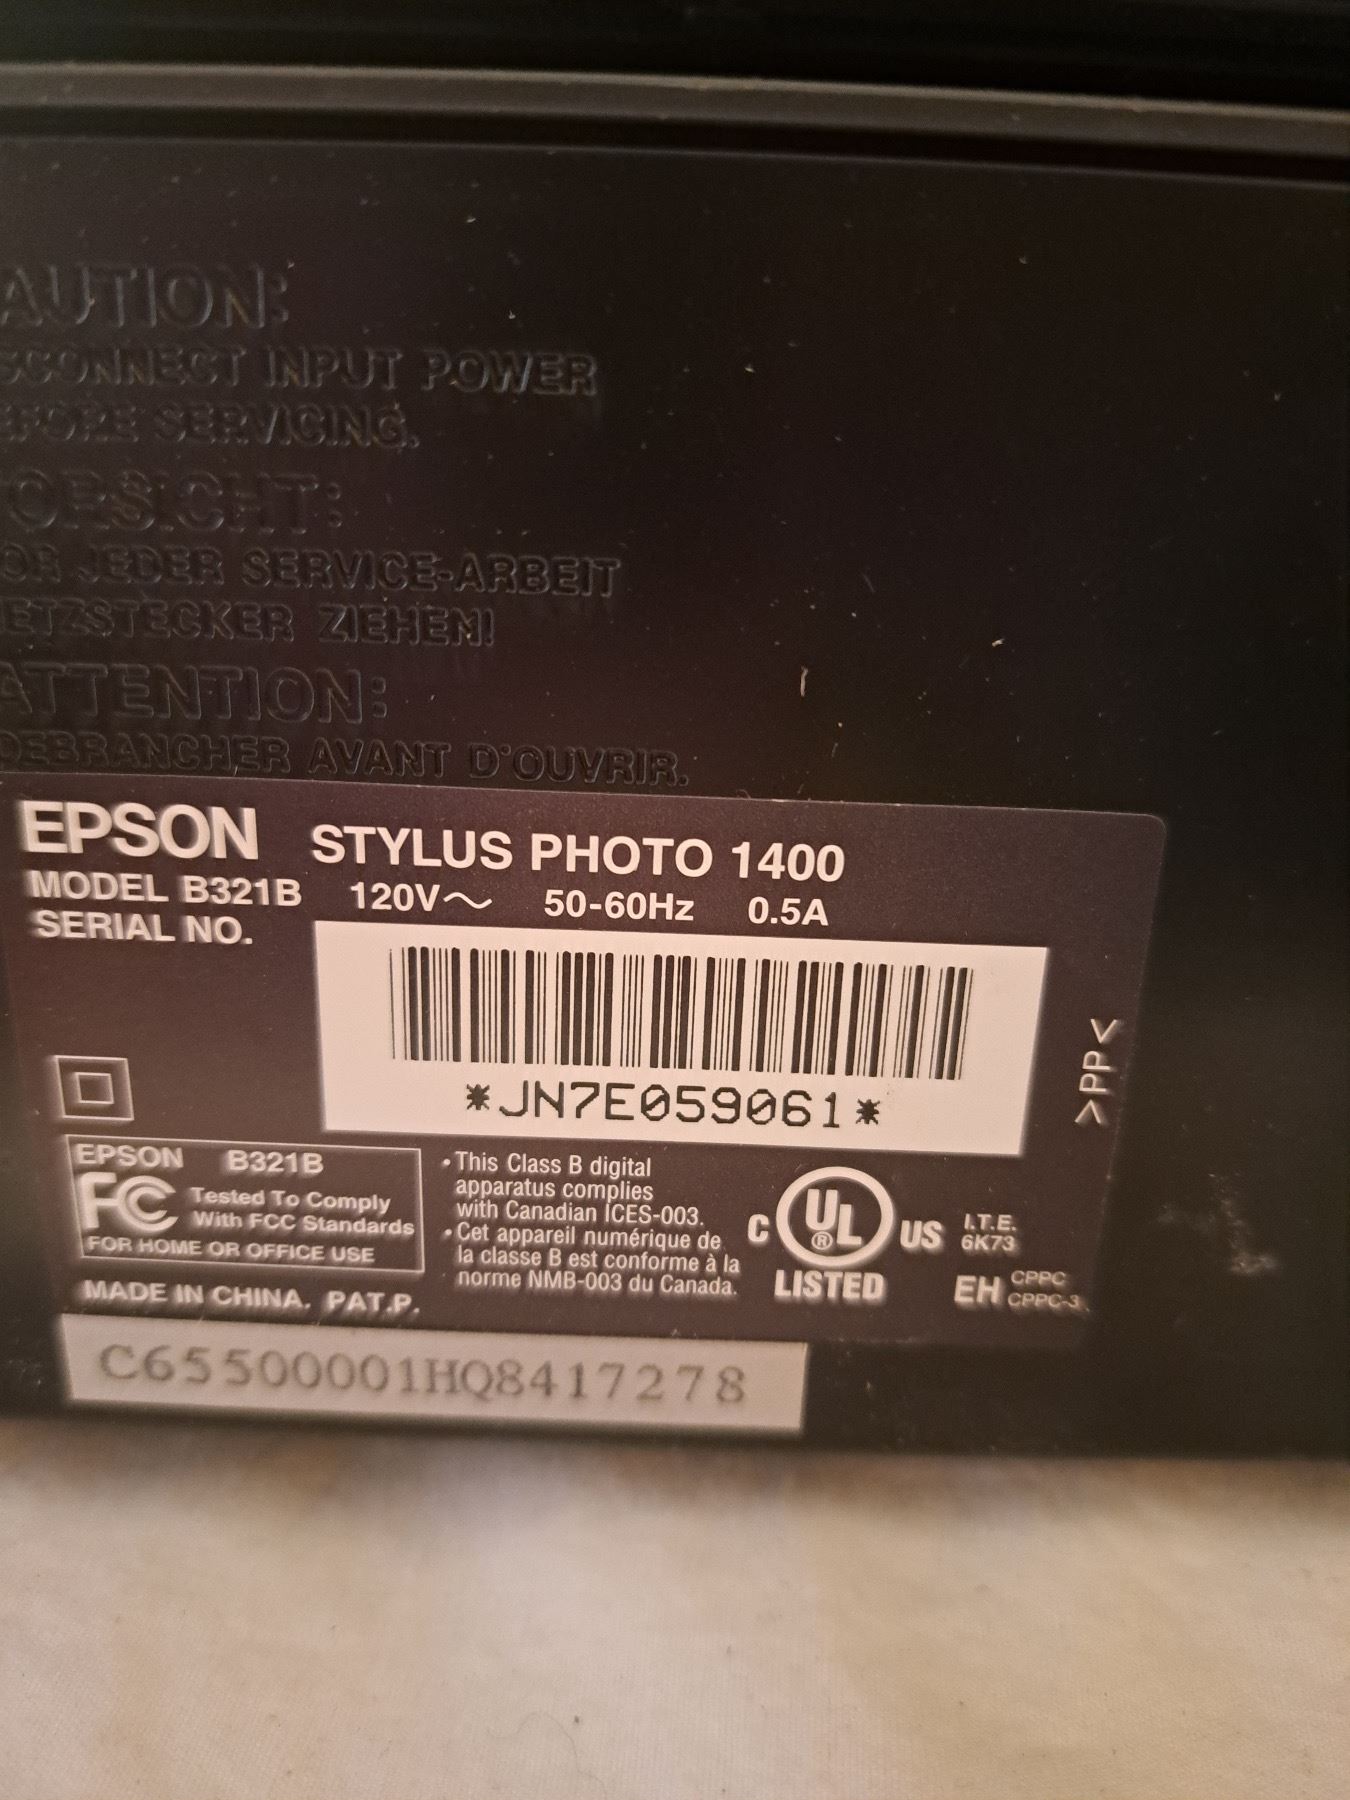 AUTION:
SCONNECT INPUT POWER
EFORE SERVICING.
ORSICHT:
OR JEDER SERVICE-ARBEIT
ETZSTECKER ZIEHEN!
ATTENTION:
DEBRANCHER AVANT D'OUVRIR.
EPSON STYLUS PHOTO 1400
MODEL B321B 120V~ 50-60Hz 0.5A
SERIAL NO.
*JN7E059061*
>PP<
EPSON B321B
FC Tested To Comply
With FCC Standards
FOR HOME OR OFFICE USE
•This Class B digital
apparatus complies
with Canadian ICES-003.
•Cet appareil numérique de
la classe B est conforme à la
norme NMB-003 du Canada.
C UL ® US
LISTED
I.T.E.
6K73
EH CPPC
CPPC-3
MADE IN CHINA. PAT.P.
C65500001HQ8417278